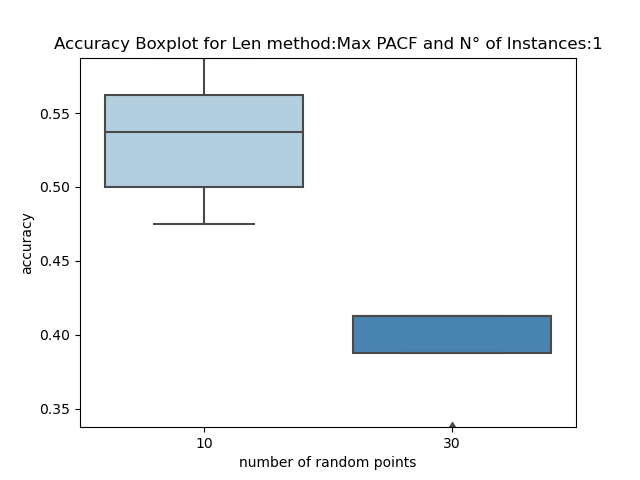 Accuracy Boxplot for Len method:Max PACF and N° of Instances:1
0.55
0.50
0.45
0.40
0.35
accuracy
10
30
number of random points